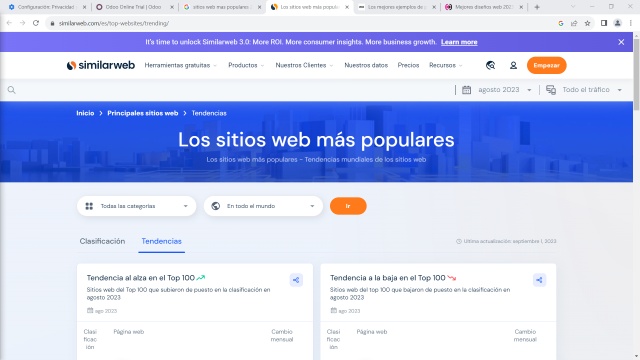 Configuración: Privacidad
Odoo Online Trial | Odoo
sitios web mas populares
Los sitios web más popula
Los mejores ejemplos de
Mejores diseños web 202
similarweb.com/es/top-websites/trending/
It's time to unlock Similarweb 3.0: More ROI. More consumer insights. More business growth. Learn more
similarweb
Herramientas gratuitas
Productos
Nuestros Clientes
Nuestros datos
Precios
Recursos
Empezar
agosto 2023
Todo el tráfico
Inicio > Principales sitios web > Tendencias
Los sitios web más populares
Los sitios web más populares - Tendencias mundiales de los sitios web
Todas las categorías
En todo el mundo
Ir
Clasificación
Tendencias
Última actualización: septiembre 1, 2023
Tendencia al alza en el Top 100
Sitios web del Top 100 que subieron de puesto en la clasificación en
agosto 2023
ago 2023
Clasi
ficac
ión
Página web
Cambio
mensual
Tendencia a la baja en el Top 100
Sitios web del top 100 que bajaron de puesto en la clasificación en
agosto 2023
ago 2023
Clasi
ficac
ión
Página web
Cambio
mensual